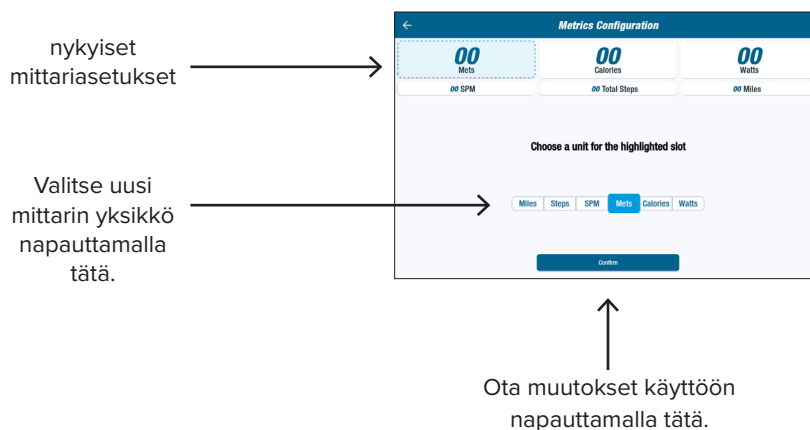 nykyiset
mittariasetukset
Metrics Configuration
00 00 00
Mets Calories Watts
00 SPM 00 Total Steps 00 Miles
Choose a unit for the highlighted slot
Valitse uusi
mittarin yksikkö
napauttamalla
tätä.
Miles Steps SPM Mets Calories Watts
Confirm
Ota muutokset käyttöön
napauttamalla tätä.